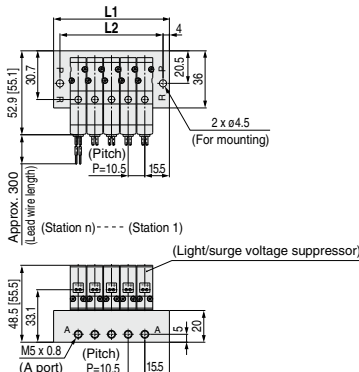 L1
L2
4
30.7
52.9 [55.1]
P
R
P
R
20.5
36
2 x ø4.5
(For mounting)
(Pitch)
P=10.5
15.5
Approx. 300
(Lead wire length)
(Station n)---- (Station 1)
(Light/surge voltage suppressor)
48.5 [55.5]
33.1
A
A
5
20
M5 x 0.8
(A port)
(Pitch)
P=10.5
15.5